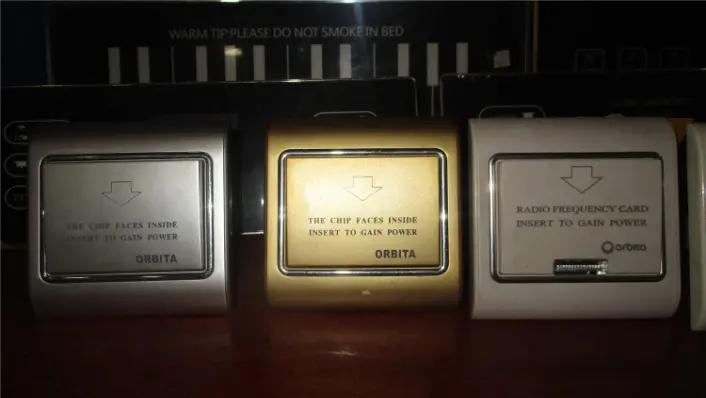 WARM TIP:PLEASE DO NOT SMOKE IN BED
THE CHIP FACES INSIDE
INSERT TO GAIN POWER
ORBITA
THE CHIP FACES INSIDE
INSERT TO GAIN POWER
ORBITA
RADIO FREQUENCY CARD
INSERT TO GAIN POWER
orbita